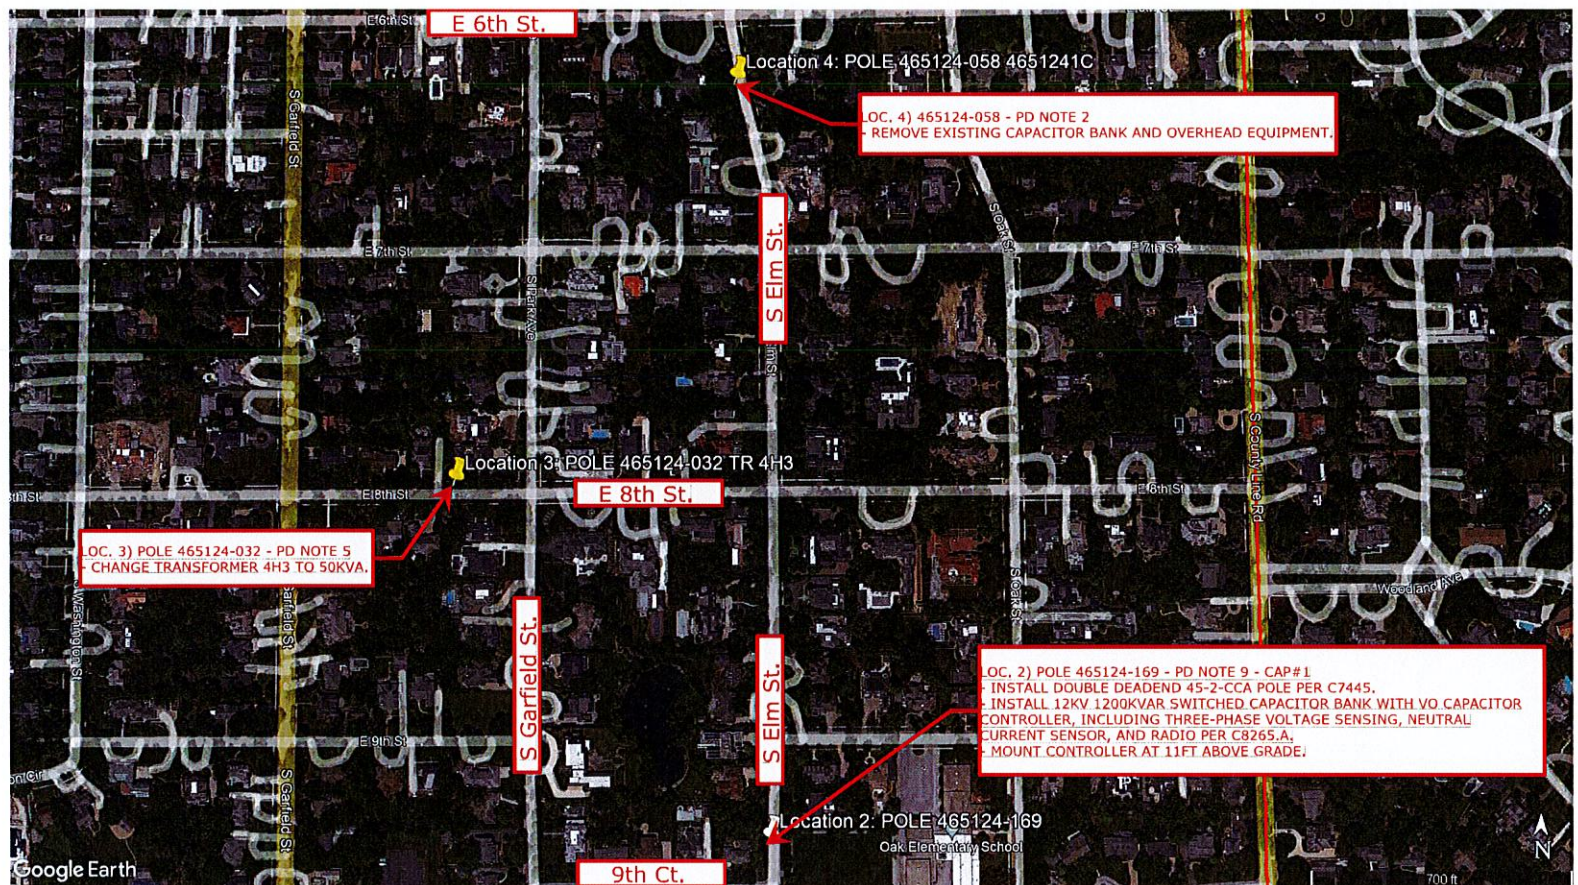 E 6th St.
E 6th St
Location 4: POLE 465124-058 4651241C
LOC. 4) 465124-058 - PD NOTE 2
- REMOVE EXISTING CAPACITOR BANK AND OVERHEAD EQUIPMENT.
S Garfield St
S Oak St
E 7th St
E 7th St
S Elm St.
S Park Ave
Elm St
S County Line Rd
Location 3: POLE 465124-032 TR 4H3
8th St
E 8th St
E 8th St.
E 8th St
LOC. 3) POLE 465124-032 - PD NOTE 5
- CHANGE TRANSFORMER 4H3 TO 50KVA.
S Washington St
Garfield St
S Garfield St.
S Elm St.
S Oak St
Woodland Ave
LOC. 2) POLE 465124-169 - PD NOTE 9 - CAP#1
- INSTALL DOUBLE DEADEND 45-2-CCA POLE PER C7445.
- INSTALL 12KV 1200KVAR SWITCHED CAPACITOR BANK WITH VO CAPACITOR
CONTROLLER, INCLUDING THREE-PHASE VOLTAGE SENSING, NEUTRAL
CURRENT SENSOR, AND RADIO PER C8265.A.
- MOUNT CONTROLLER AT 11FT ABOVE GRADE.
E 9th St
on Cir
S Garfield St
Location 2: POLE 465124-169
Oak Elementary School
N
Google Earth
9th Ct.
700 ft